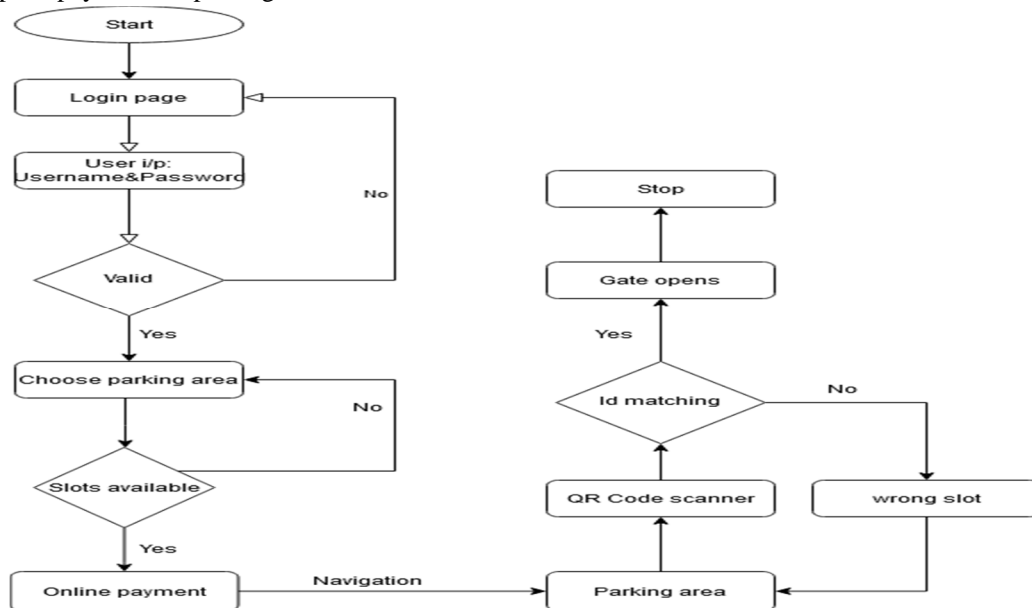 Start
Login page
User i/p:
Username&Password
No
Valid
Yes
Choose parking area
No
Slots available
Yes
Online payment
Navigation
Parking area
QR Code scanner
wrong slot
Id matching
No
Yes
Gate opens
Stop